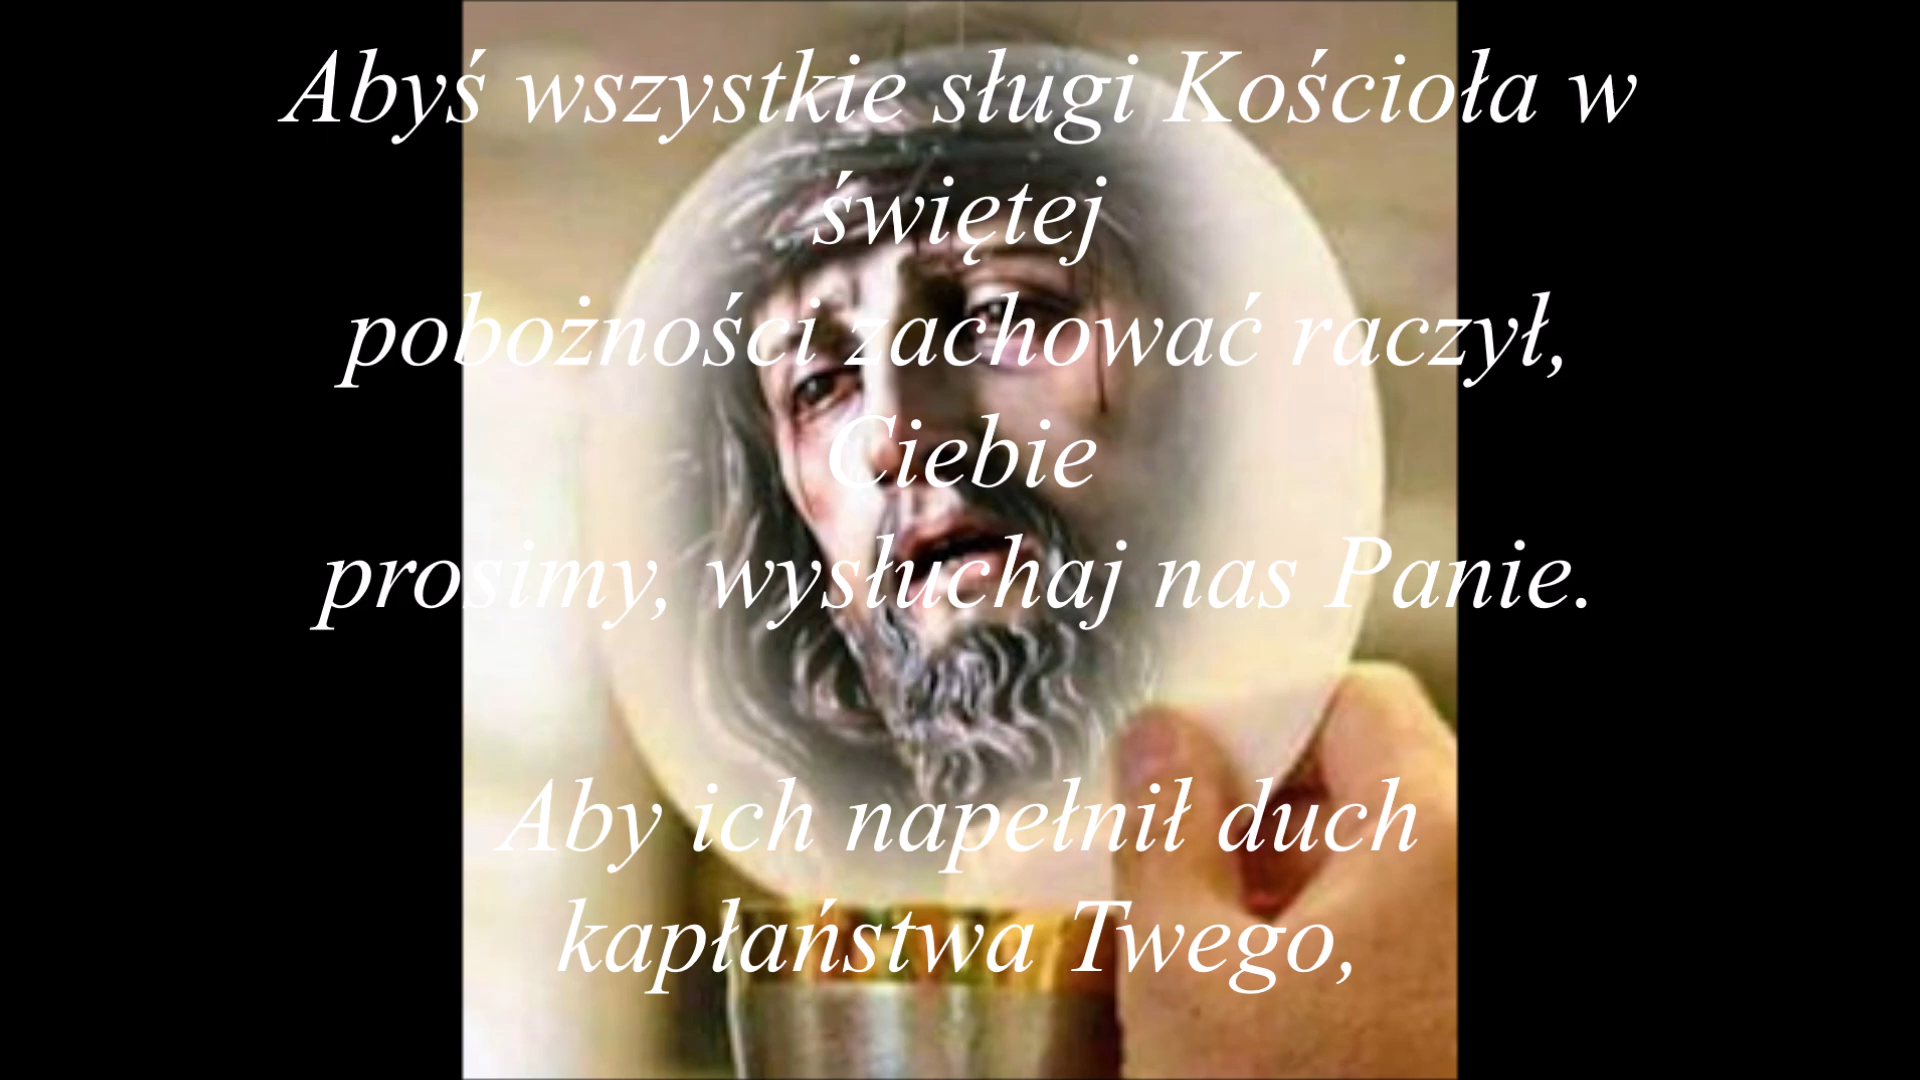 Abyś wszystkie sługi Kościoła w
świętej
pobożności zachować raczył,
Ciebie
prosimy, wysłuchaj nas Panie.
Aby ich napełnił duch
kapłaństwa Twego,